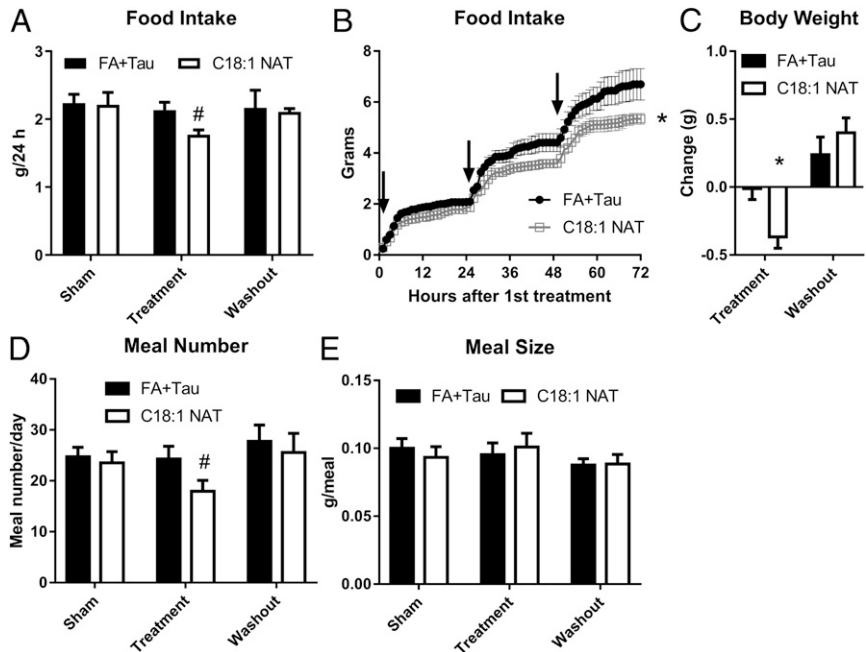 A
Food Intake
FA+Tau
C18:1 NAT
g/24 h
3
2
1
0
#
Sham
Treatment
Washout
B
Food Intake
Grams
8
6
4
2
0
FA+Tau
C18:1 NAT
*
0 12 24 36 48 60 72
Hours after 1st treatment
C
Body Weight
FA+Tau
C18:1 NAT
Change (g)
1.0
0.5
0.0
-0.5
*
Treatment
Washout
D
Meal Number
FA+Tau
C18:1 NAT
Meal number/day
40
30
20
10
0
#
Sham
Treatment
Washout
E
Meal Size
FA+Tau
C18:1 NAT
g/meal
0.15
0.10
0.05
0.00
Sham
Treatment
Washout